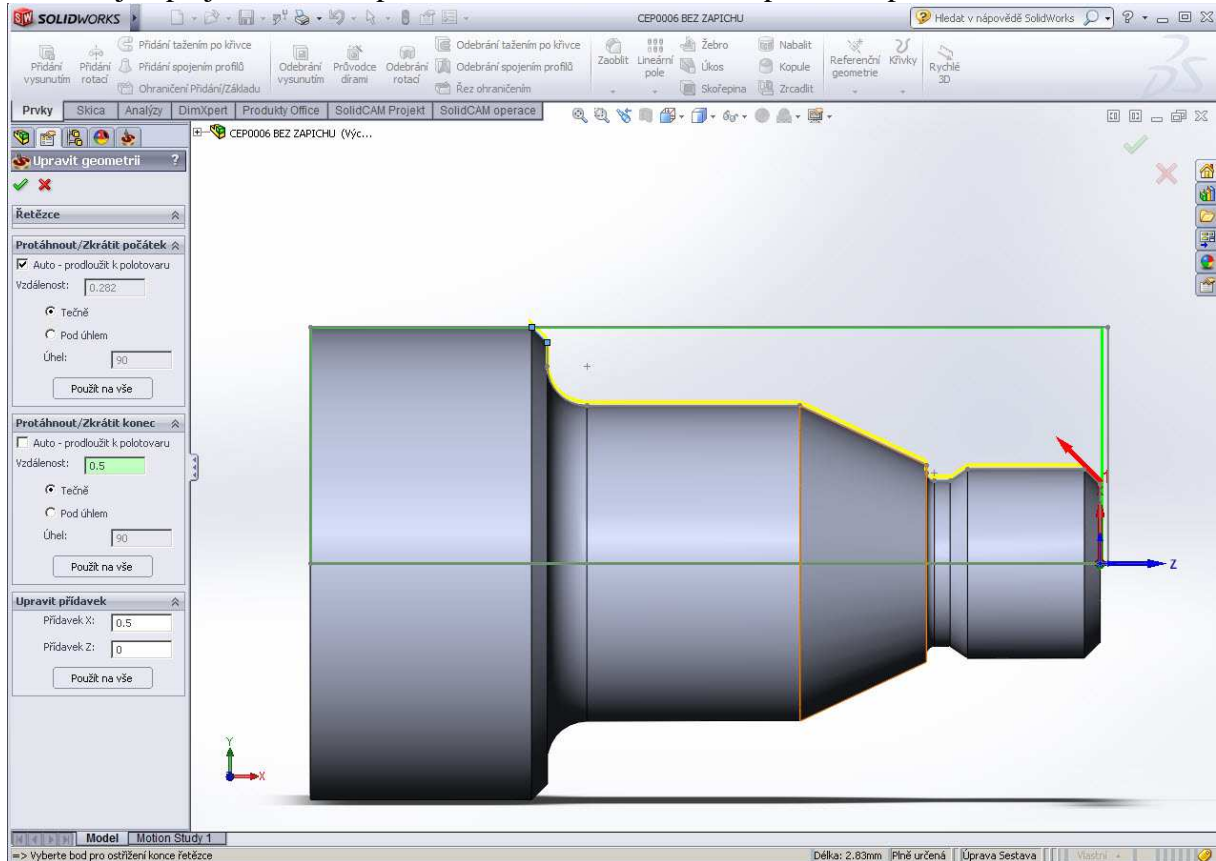 SOLIDWORKS
CEP0006 BEZ ZAPICHU
Hledat v nápovědě SolidWorks
Přidání vysunutím
Přidání rotací
Přidání tažením po křivce
Přidání spojením profilů
Ohraničení Přidání/Základu
Odebrání vysunutím
Průvodce dírami
Odebrání rotací
Odebrání tažením po křivce
Odebrání spojením profilů
Řez ohraničením
Zaoblit
Lineární pole
Žebro
Úkos
Skořepina
Nabalit
Kopule
Zrcadlit
Referenční geometrie
Křivky
Rychlé 3D
Prvky
Skica
Analýzy
DimXpert
Produkty Office
SolidCAM Projekt
SolidCAM operace
CEP0006 BEZ ZAPICHU (Výc...
Upravit geometrii ?
Řetězce
Protáhnout/Zkrátit počátek
Auto - prodloužit k polotovaru
Vzdálenost: 0.282
Tečně
Pod úhlem
Úhel: 90
Použít na vše
Protáhnout/Zkrátit konec
Auto - prodloužit k polotovaru
Vzdálenost: 0.5
Tečně
Pod úhlem
Úhel: 90
Použít na vše
Upravit přídavek
Přídavek X: 0.5
Přídavek Z: 0
Použít na vše
1
Z
Y
X
Model
Motion Study 1
=> Vyberte bod pro ostřižení konce řetězce
Délka: 2.83mm
Plně určená
Úprava Sestava
Vlastní